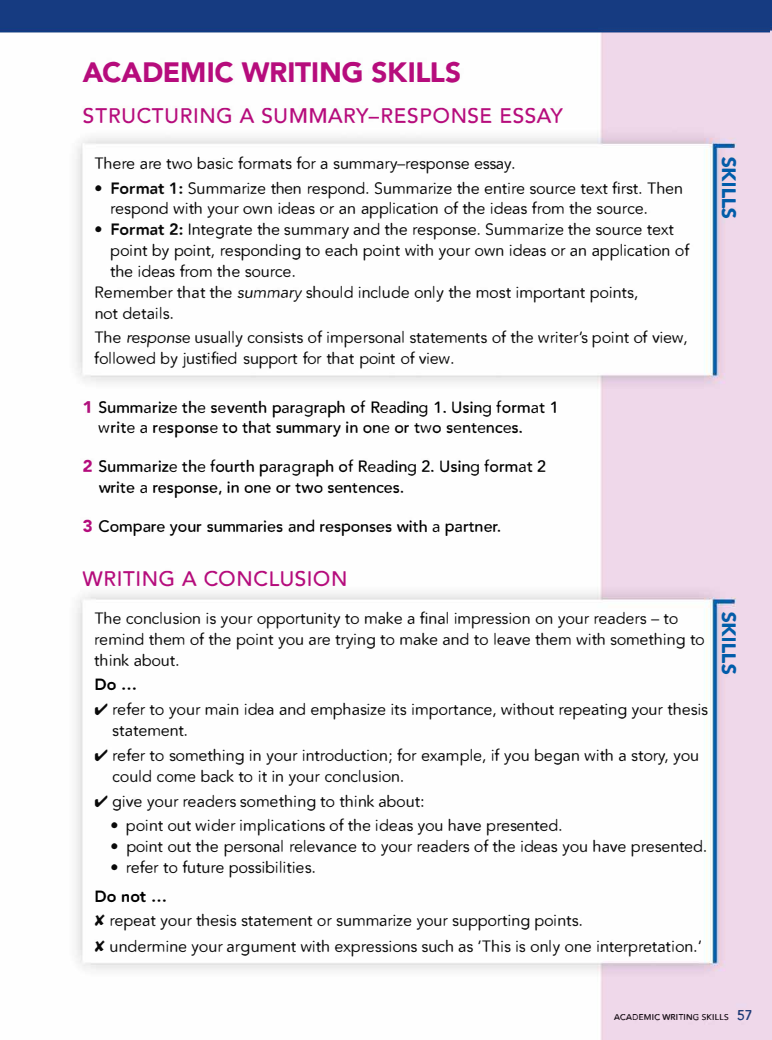 ACADEMIC WRITING SKILLS
STRUCTURING A SUMMARY–RESPONSE ESSAY
There are two basic formats for a summary–response essay.
• Format 1: Summarize then respond. Summarize the entire source text first. Then
respond with your own ideas or an application of the ideas from the source.
• Format 2: Integrate the summary and the response. Summarize the source text
point by point, responding to each point with your own ideas or an application of
the ideas from the source.
Remember that the summary should include only the most important points,
not details.
The response usually consists of impersonal statements of the writer's point of view,
followed by justified support for that point of view.
SKILLS
1 Summarize the seventh paragraph of Reading 1. Using format 1
write a response to that summary in one or two sentences.
2 Summarize the fourth paragraph of Reading 2. Using format 2
write a response, in one or two sentences.
3 Compare your summaries and responses with a partner.
WRITING A CONCLUSION
The conclusion is your opportunity to make a final impression on your readers – to
remind them of the point you are trying to make and to leave them with something to
think about.
Do …
✔ refer to your main idea and emphasize its importance, without repeating your thesis
statement.
✔ refer to something in your introduction; for example, if you began with a story, you
could come back to it in your conclusion.
✔ give your readers something to think about:
• point out wider implications of the ideas you have presented.
• point out the personal relevance to your readers of the ideas you have presented.
• refer to future possibilities.
Do not …
✘ repeat your thesis statement or summarize your supporting points.
✘ undermine your argument with expressions such as 'This is only one interpretation.'
SKILLS
ACADEMIC WRITING SKILLS 57